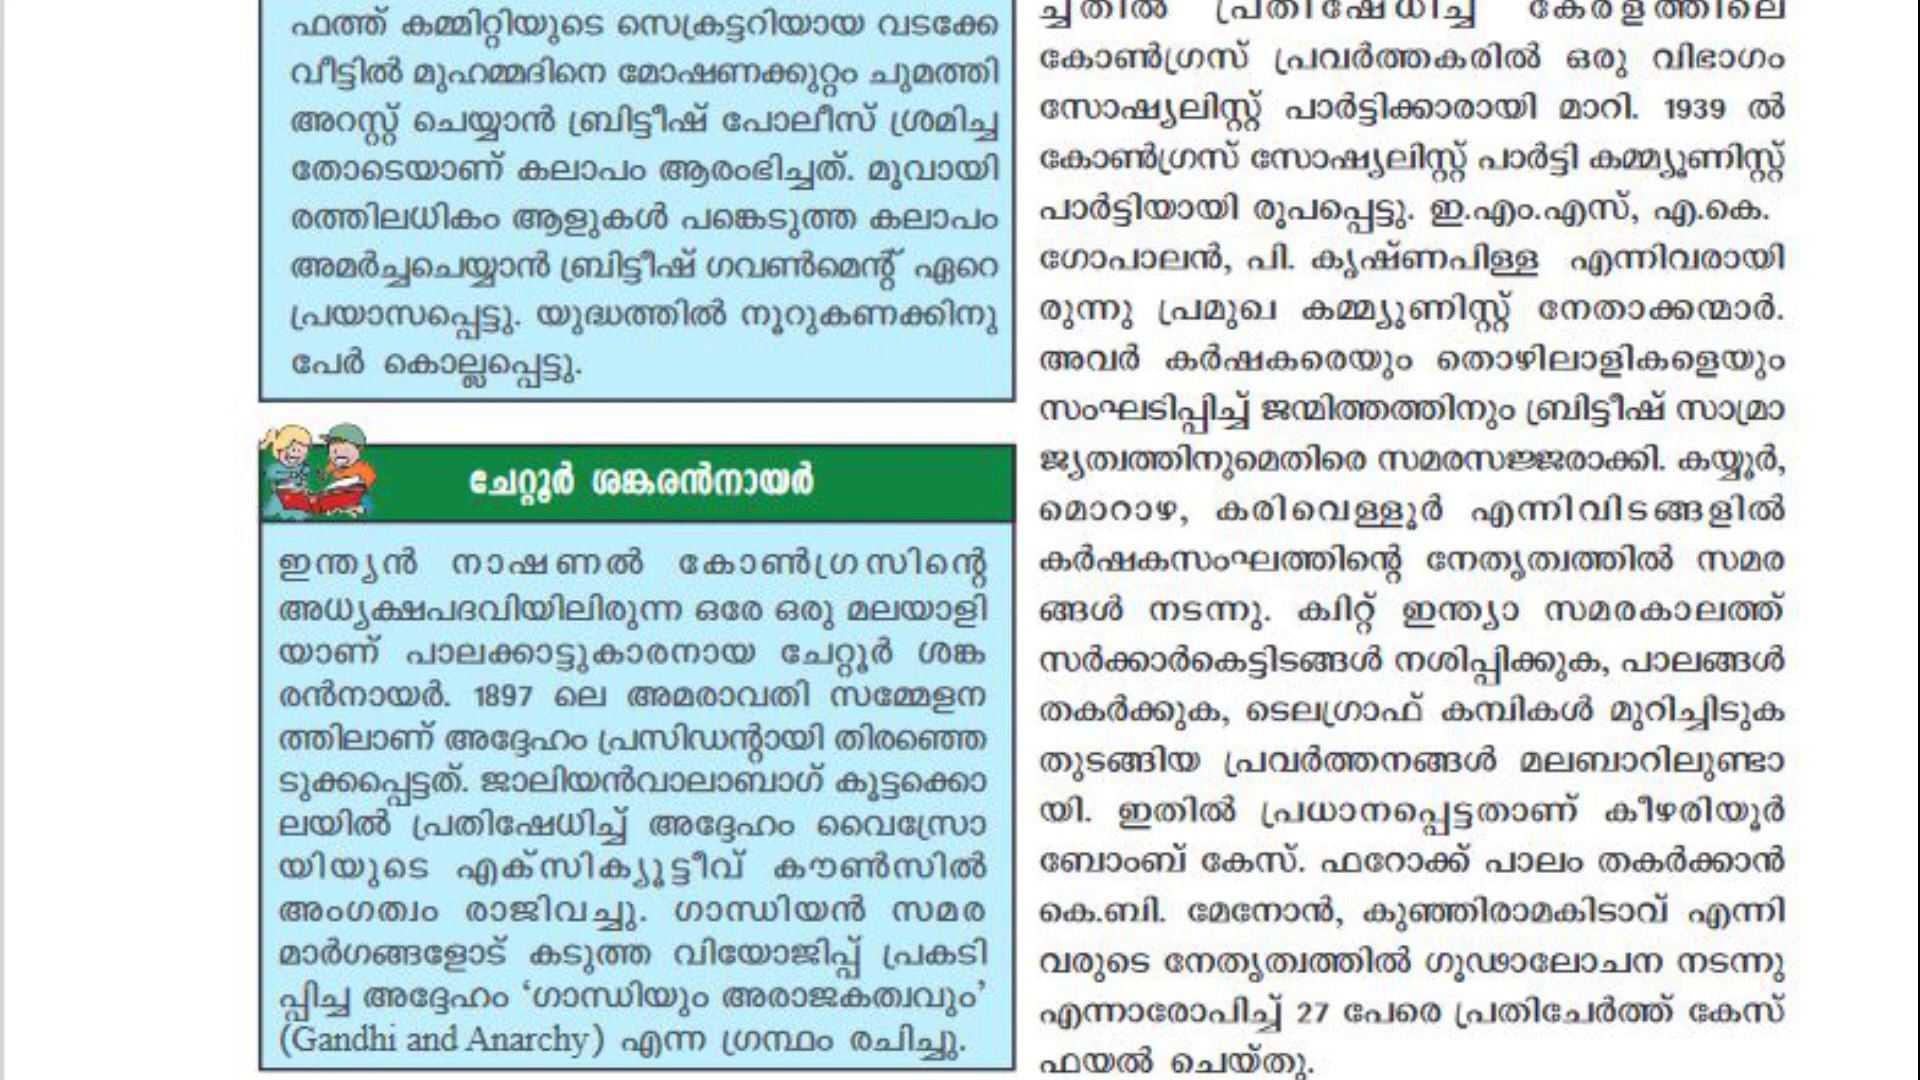 ഫത്ത് കമ്മിറ്റിയുടെ സെക്രട്ടറിയായ വടക്കേ
വീട്ടിൽ മുഹമ്മദിനെ മോഷണക്കുറ്റം ചുമത്തി
അറസ്റ്റ് ചെയ്യാൻ ബ്രിട്ടീഷ് പോലീസ് ശ്രമിച്ച
തോടെയാണ് കലാപം ആരംഭിച്ചത്. മൂവായി
രത്തിലധികം ആളുകൾ പങ്കെടുത്ത കലാപം
അമർച്ചചെയ്യാൻ ബ്രിട്ടീഷ് ഗവൺമെന്റ് ഏറെ
പ്രയാസപ്പെട്ടു. യുദ്ധത്തിൽ നൂറുകണക്കിനു
പേർ കൊല്ലപ്പെട്ടു.
ചേറ്റൂർ ശങ്കരൻനായർ
ഇന്ത്യൻ നാഷണൽ കോൺഗ്രസിന്റെ
അധ്യക്ഷപദവിയിലിരുന്ന ഒരേ ഒരു മലയാളി
യാണ് പാലക്കാട്ടുകാരനായ ചേറ്റൂർ ശങ്ക
രൻനായർ. 1897 ലെ അമരാവതി സമ്മേളന
ത്തിലാണ് അദ്ദേഹം പ്രസിഡന്റായി തിരഞ്ഞെ
ടുക്കപ്പെട്ടത്. ജാലിയൻവാലാബാഗ് കൂട്ടക്കൊ
ലയിൽ പ്രതിഷേധിച്ച് അദ്ദേഹം വൈസ്രോ
യിയുടെ എക്സിക്യൂട്ടീവ് കൗൺസിൽ
അംഗത്വം രാജിവച്ചു. ഗാന്ധിയൻ സമര
മാർഗങ്ങളോട് കടുത്ത വിയോജിപ്പ് പ്രകടി
പ്പിച്ച അദ്ദേഹം ‘ഗാന്ധിയും അരാജകത്വവും’
(Gandhi and Anarchy) എന്ന ഗ്രന്ഥം രചിച്ചു.
ച്ചതിൽ പ്രതിഷേധിച്ച് കേരളത്തിലെ
കോൺഗ്രസ് പ്രവർത്തകരിൽ ഒരു വിഭാഗം
സോഷ്യലിസ്റ്റ് പാർട്ടിക്കാരായി മാറി. 1939 ൽ
കോൺഗ്രസ് സോഷ്യലിസ്റ്റ് പാർട്ടി കമ്മ്യൂണിസ്റ്റ്
പാർട്ടിയായി രൂപപ്പെട്ടു. ഇ.എം.എസ്, എ.കെ.
ഗോപാലൻ, പി. കൃഷ്ണപിള്ള എന്നിവരായി
രുന്നു പ്രമുഖ കമ്മ്യൂണിസ്റ്റ് നേതാക്കന്മാർ.
അവർ കർഷകരെയും തൊഴിലാളികളെയും
സംഘടിപ്പിച്ച് ജന്മിത്തത്തിനും ബ്രിട്ടീഷ് സാമ്രാ
ജ്യത്വത്തിനുമെതിരെ സമരസജ്ജരാക്കി. കയ്യൂർ,
മൊറാഴ, കരിവെള്ളൂർ എന്നിവിടങ്ങളിൽ
കർഷകസംഘത്തിന്റെ നേതൃത്വത്തിൽ സമര
ങ്ങൾ നടന്നു. ക്വിറ്റ് ഇന്ത്യാ സമരകാലത്ത്
സർക്കാർകെട്ടിടങ്ങൾ നശിപ്പിക്കുക, പാലങ്ങൾ
തകർക്കുക, ടെലഗ്രാഫ് കമ്പികൾ മുറിച്ചിടുക
തുടങ്ങിയ പ്രവർത്തനങ്ങൾ മലബാറിലുണ്ടാ
യി. ഇതിൽ പ്രധാനപ്പെട്ടതാണ് കീഴരിയൂർ
ബോംബ് കേസ്. ഫറോക്ക് പാലം തകർക്കാൻ
കെ.ബി. മേനോൻ, കുഞ്ഞിരാമകിടാവ് എന്നി
വരുടെ നേതൃത്വത്തിൽ ഗൂഢാലോചന നടന്നു
എന്നാരോപിച്ച് 27 പേരെ പ്രതിചേർത്ത് കേസ്
ഫയൽ ചെയ്തു.